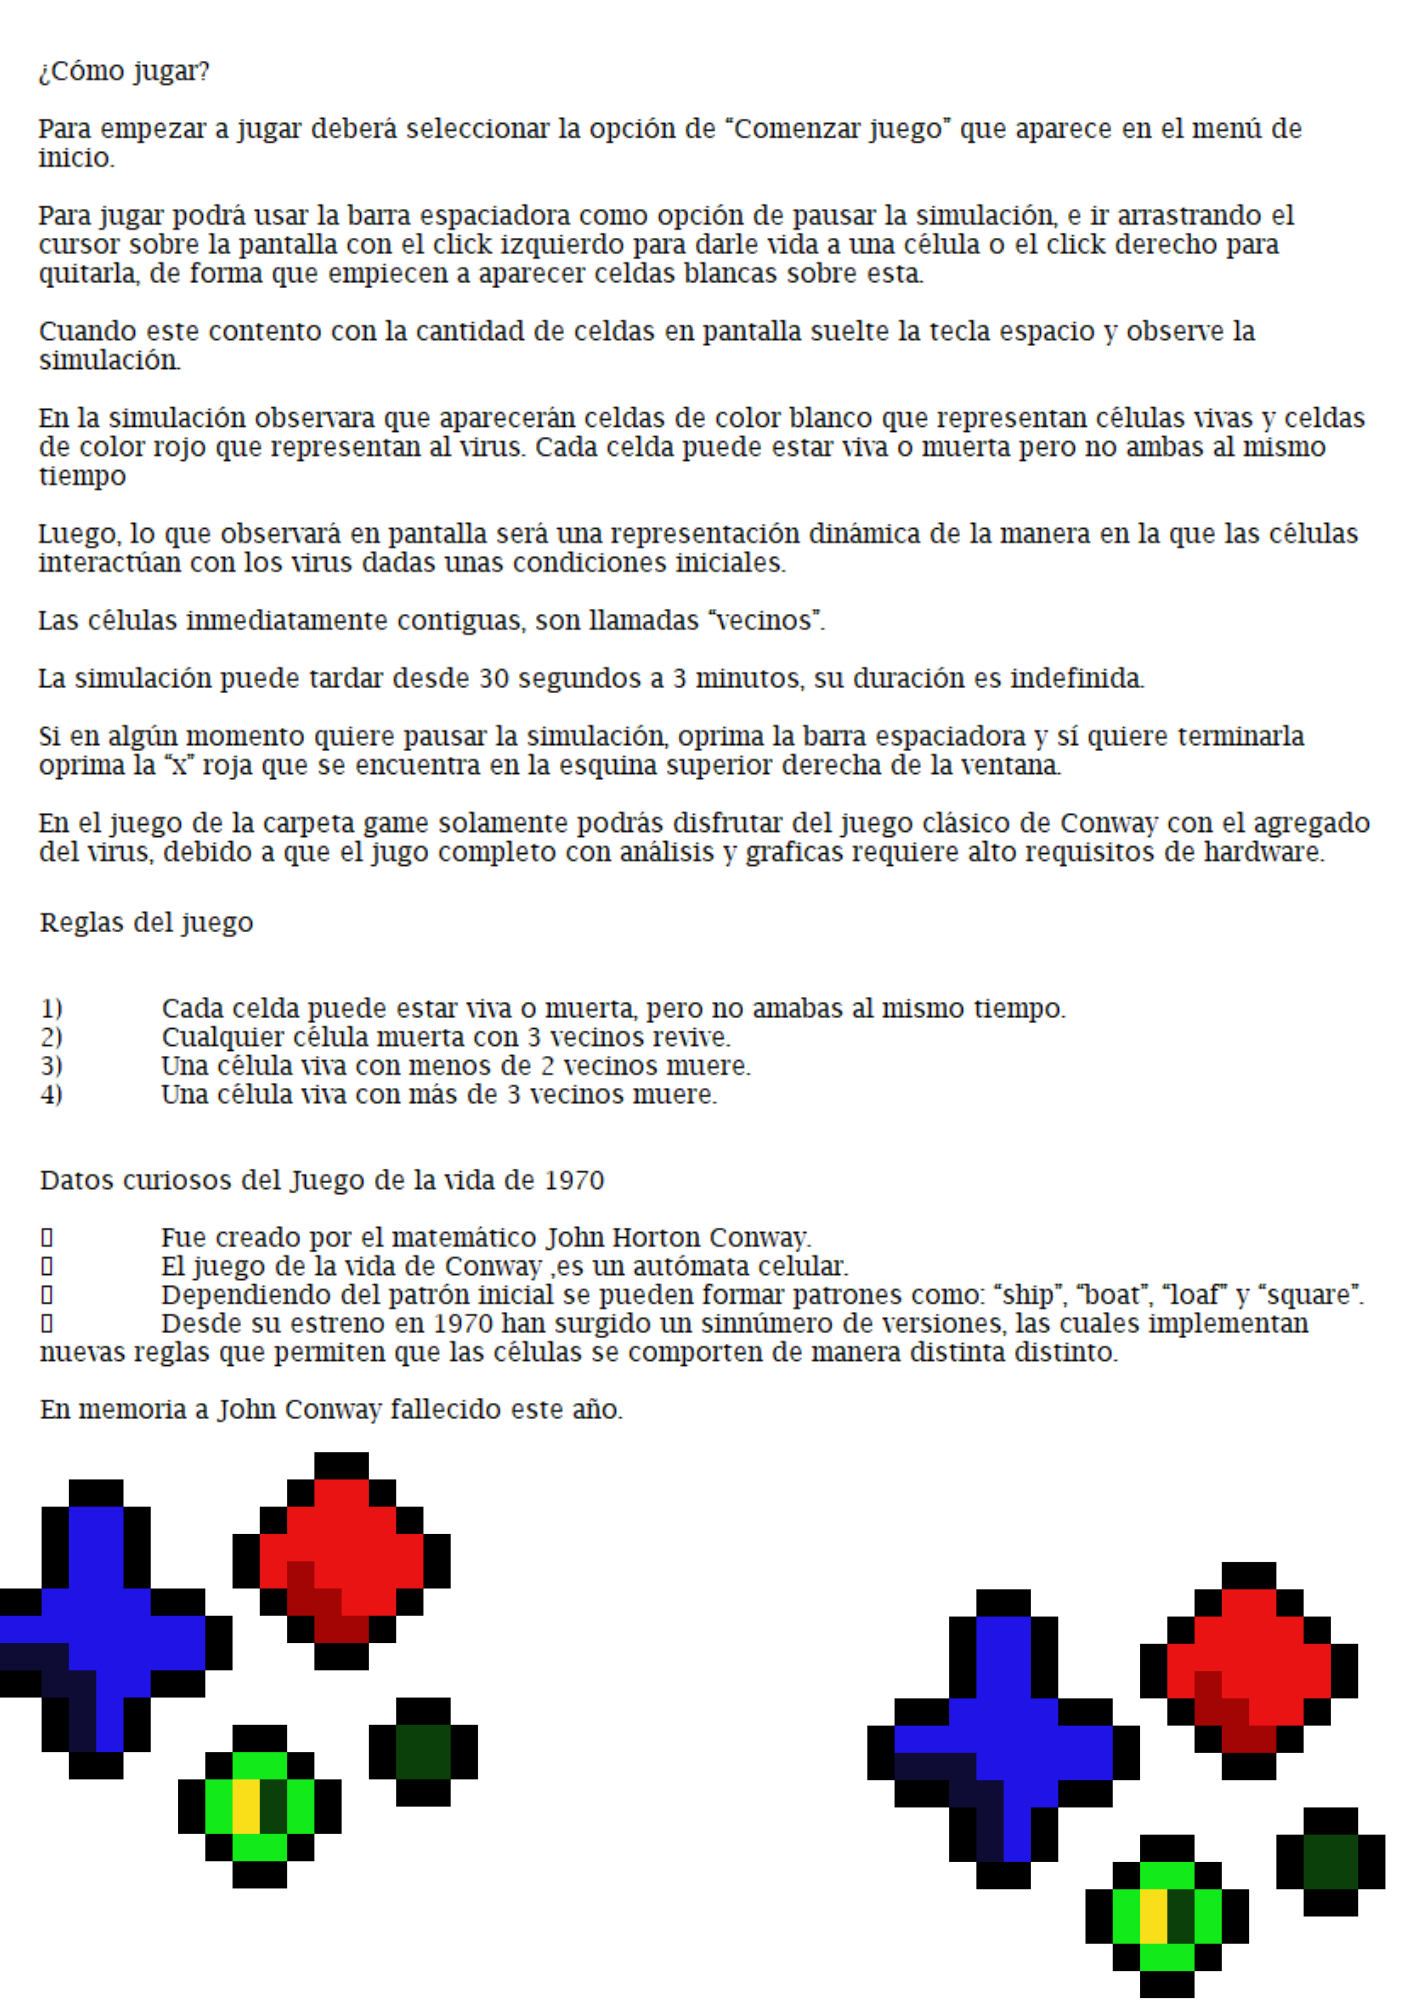 ¿Cómo jugar?
Para empezar a jugar deberá seleccionar la opción de “Comenzar juego” que aparece en el menú de
inicio.
Para jugar podrá usar la barra espaciadora como opción de pausar la simulación, e ir arrastrando el
cursor sobre la pantalla con el click izquierdo para darle vida a una célula o el click derecho para
quitarla, de forma que empiecen a aparecer celdas blancas sobre esta.
Cuando este contento con la cantidad de celdas en pantalla suelte la tecla espacio y observe la
simulación.
En la simulación observara que aparecerán celdas de color blanco que representan células vivas y celdas
de color rojo que representan al virus. Cada celda puede estar viva o muerta pero no ambas al mismo
tiempo
Luego, lo que observará en pantalla será una representación dinámica de la manera en la que las células
interactúan con los virus dadas unas condiciones iniciales.
Las células inmediatamente contiguas, son llamadas “vecinos”.
La simulación puede tardar desde 30 segundos a 3 minutos, su duración es indefinida.
Si en algún momento quiere pausar la simulación, oprima la barra espaciadora y sí quiere terminarla
oprima la “x” roja que se encuentra en la esquina superior derecha de la ventana.
En el juego de la carpeta game solamente podrás disfrutar del juego clásico de Conway con el agregado
del virus, debido a que el jugo completo con análisis y graficas requiere alto requisitos de hardware.
Reglas del juego
1) Cada celda puede estar viva o muerta, pero no amabas al mismo tiempo.
2) Cualquier célula muerta con 3 vecinos revive.
3) Una célula viva con menos de 2 vecinos muere.
4) Una célula viva con más de 3 vecinos muere.
Datos curiosos del Juego de la vida de 1970
▯ Fue creado por el matemático John Horton Conway.
▯ El juego de la vida de Conway ,es un autómata celular.
▯ Dependiendo del patrón inicial se pueden formar patrones como: “ship”, “boat”, “loaf” y “square”.
▯ Desde su estreno en 1970 han surgido un sinnúmero de versiones, las cuales implementan
nuevas reglas que permiten que las células se comporten de manera distinta distinto.
En memoria a John Conway fallecido este año.